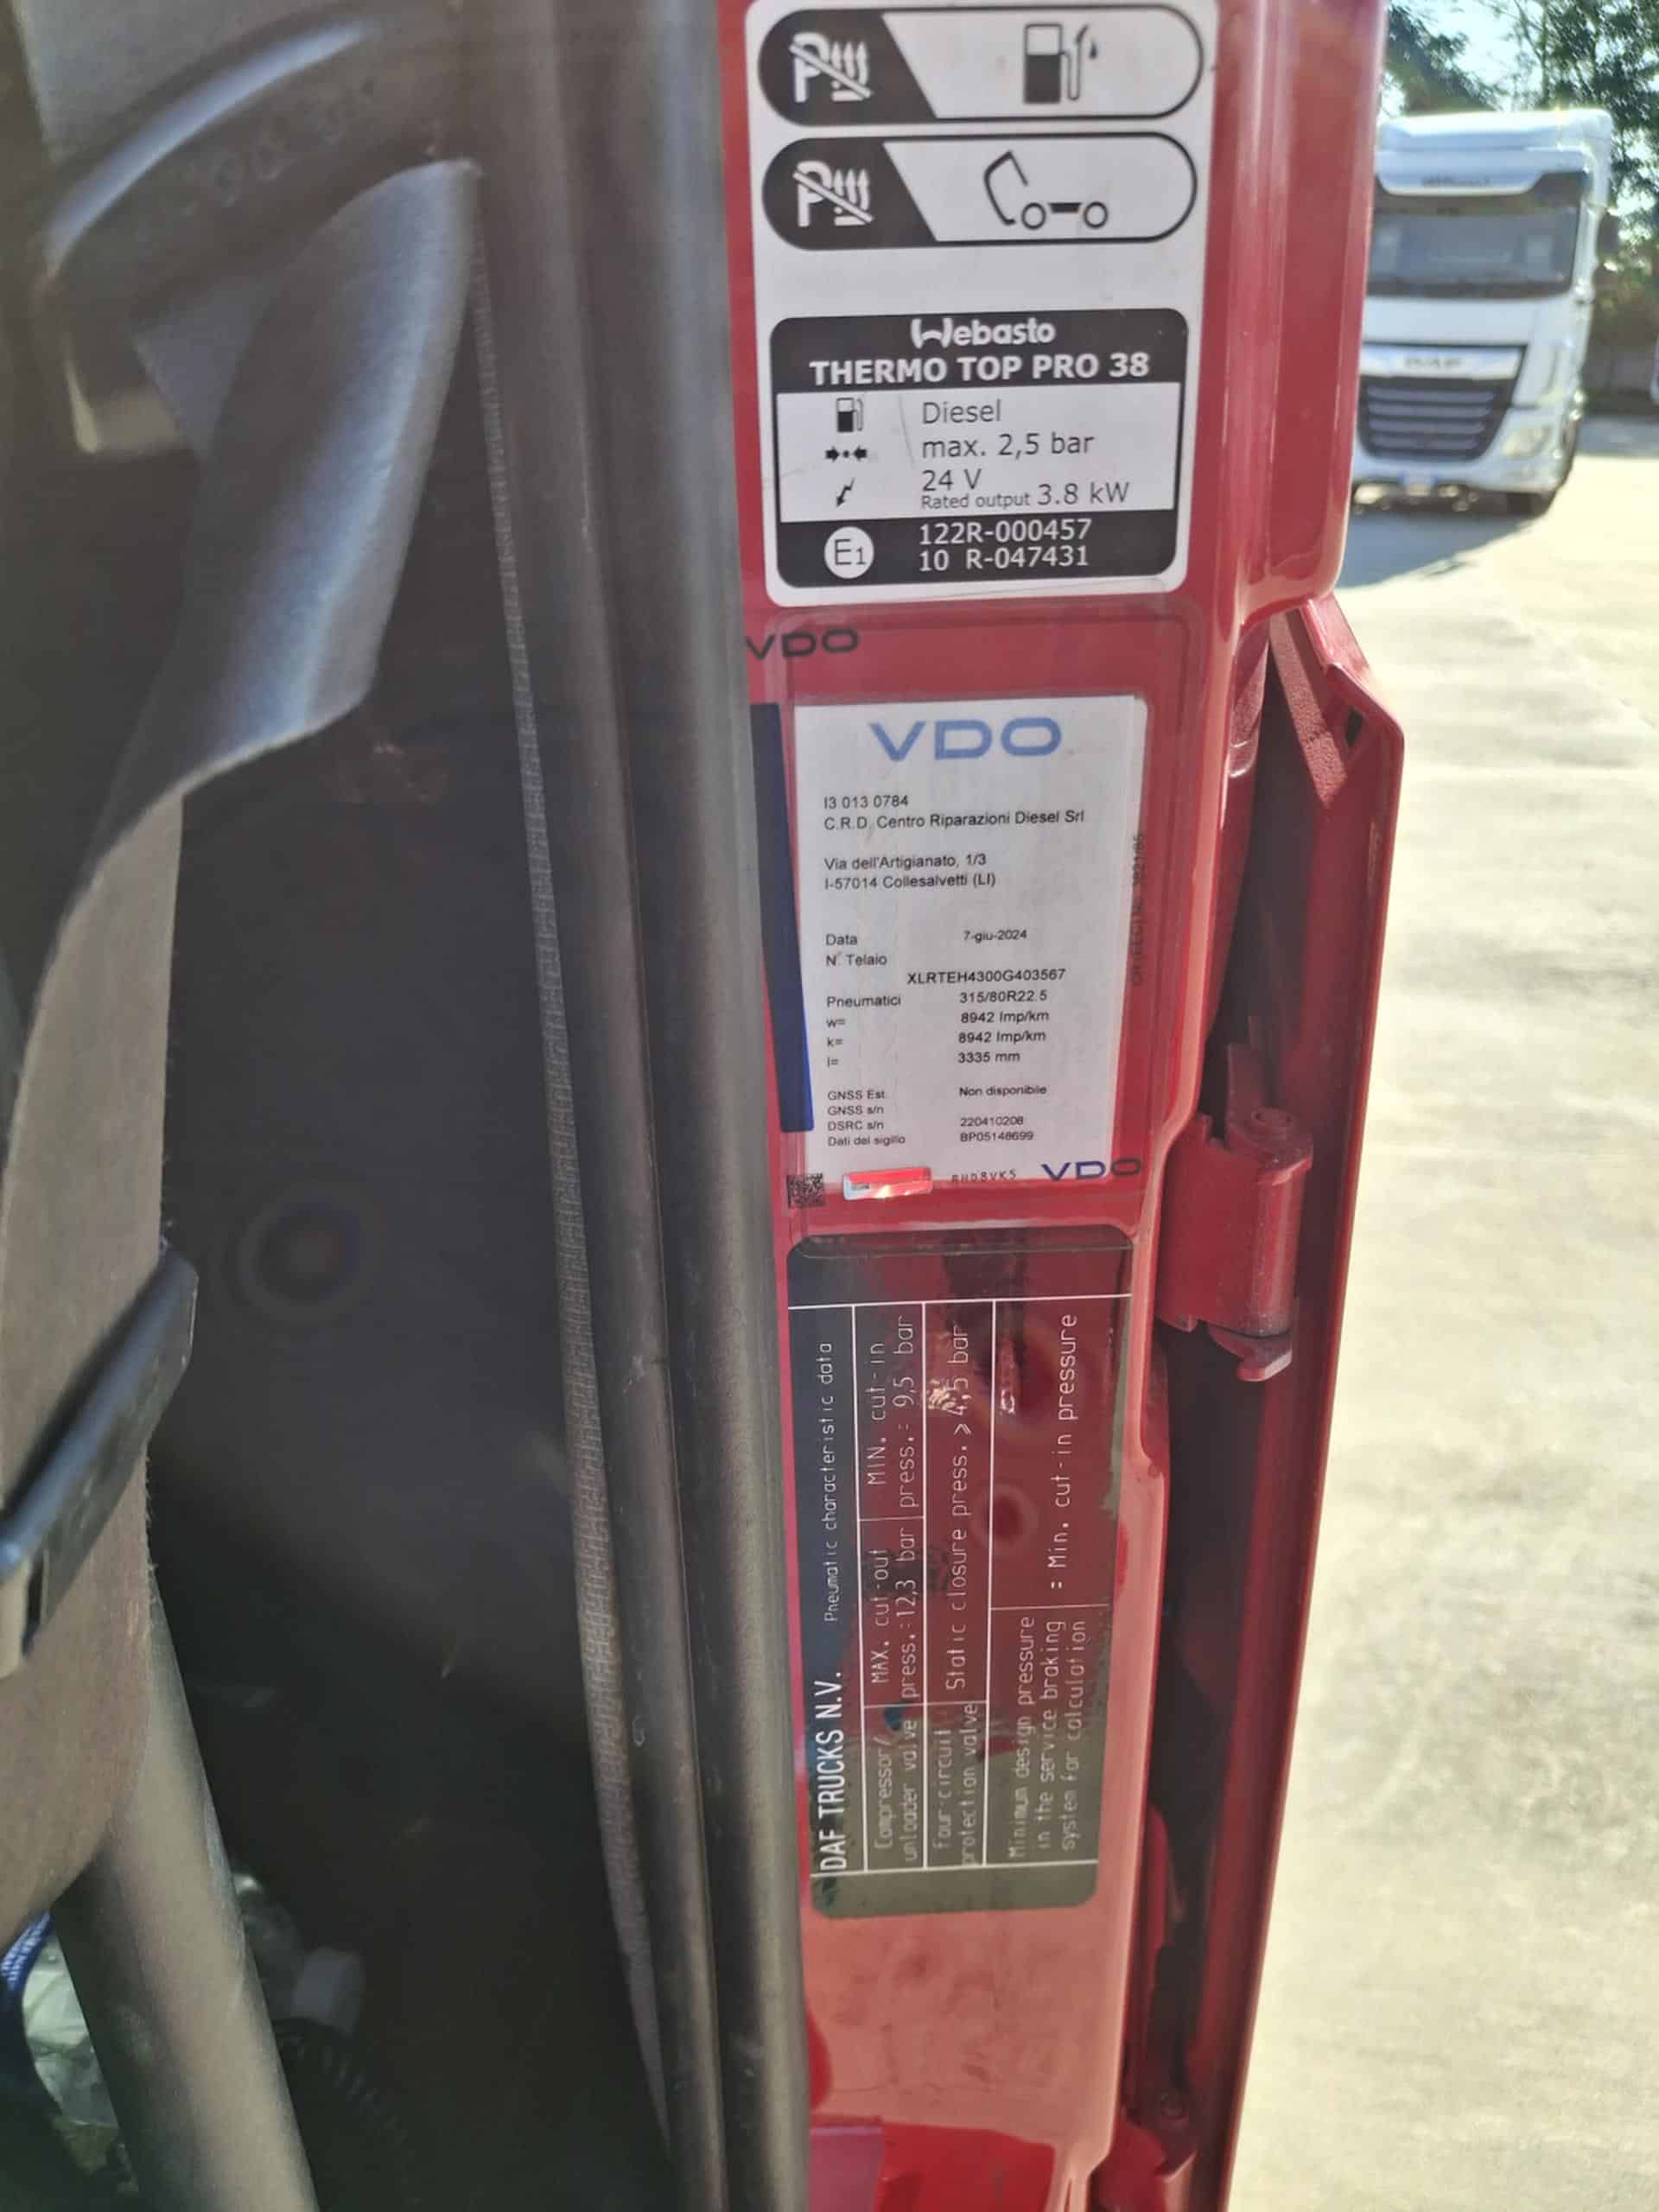 Webasto
THERMO TOP PRO 38
Diesel
max. 2,5 bar
24 V
Rated output 3.8 kW
E1
122R-000457
10 R-047431
VDO
VDO
I3 013 0784
C.R.D. Centro Riparazioni Diesel Srl
Via dell'Artigianato, 1/3
I-57014 Collesalvetti (LI)
Data 7-giu-2024
N° Telaio
XLRTEH4300G403567
Pneumatici 315/80R22.5
w= 8942 Imp/km
k= 8942 Imp/km
l= 3335 mm
GNSS Est. Non disponibile
GNSS s/n
DSRC s/n 220410208
Dati del sigillo BP05148699
VDO
DAF TRUCKS N.V. Pneumatic characteristic data
Compressor/ MAX. cut-out MIN. cut-in
unloader valve press.:12,3 bar press.= 9,5 bar
Four-circuit Static closure press. ⩾ 4,5 bar
protection valve
Minimum design pressure
in the service braking = Min. cut-in pressure
system for calculation
DAF